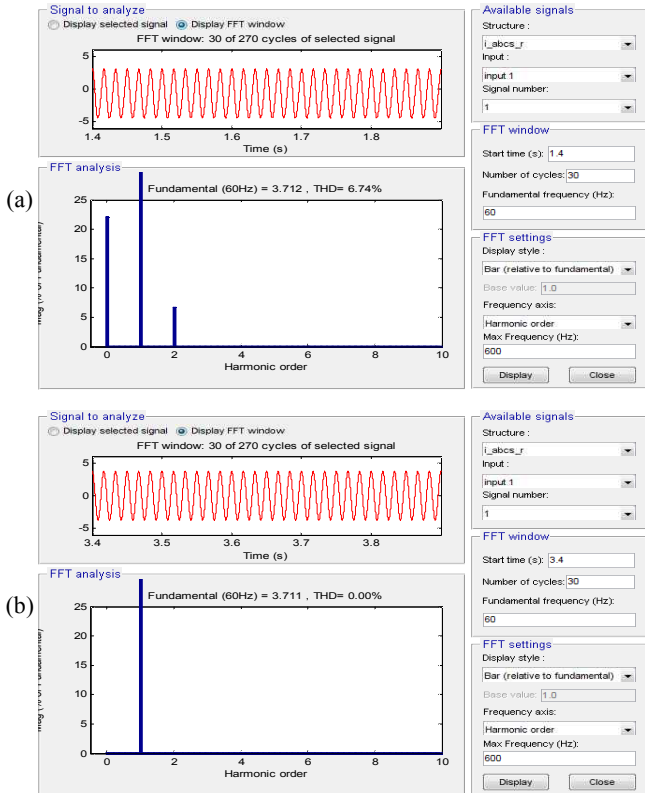 (a)
Signal to analyze
Display selected signal Display FFT window
FFT window: 30 of 270 cycles of selected signal
5
0
-5
1.4 1.5 1.6 1.7 1.8
Time (s)
FFT analysis
Fundamental (60Hz) = 3.712 , THD= 6.74%
25
20
15
10
5
0
0 2 4 6 8 10
Harmonic order
Available signals
Structure :
i_abcs_r
Input :
input 1
Signal number:
1
FFT window
Start time (s): 1.4
Number of cycles: 30
Fundamental frequency (Hz):
60
FFT settings
Display style :
Bar (relative to fundamental)
Base value: 1.0
Frequency axis:
Harmonic order
Max Frequency (Hz):
600
Display Close
(b)
Signal to analyze
Display selected signal Display FFT window
FFT window: 30 of 270 cycles of selected signal
5
0
-5
3.4 3.5 3.6 3.7 3.8
Time (s)
FFT analysis
Fundamental (60Hz) = 3.711 , THD= 0.00%
25
20
15
10
5
0
0 2 4 6 8 10
Harmonic order
Available signals
Structure :
i_abcs_r
Input :
input 1
Signal number:
1
FFT window
Start time (s): 3.4
Number of cycles: 30
Fundamental frequency (Hz):
60
FFT settings
Display style :
Bar (relative to fundamental)
Base value: 1.0
Frequency axis:
Harmonic order
Max Frequency (Hz):
600
Display Close